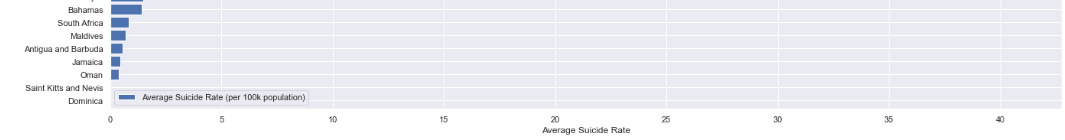 Bahamas
South Africa
Maldives
Antigua and Barbuda
Jamaica
Oman
Saint Kitts and Nevis
Average Suicide Rate (per 100k population)
Dominica
0 5 10 15 20 25 30 35 40
Average Suicide Rate